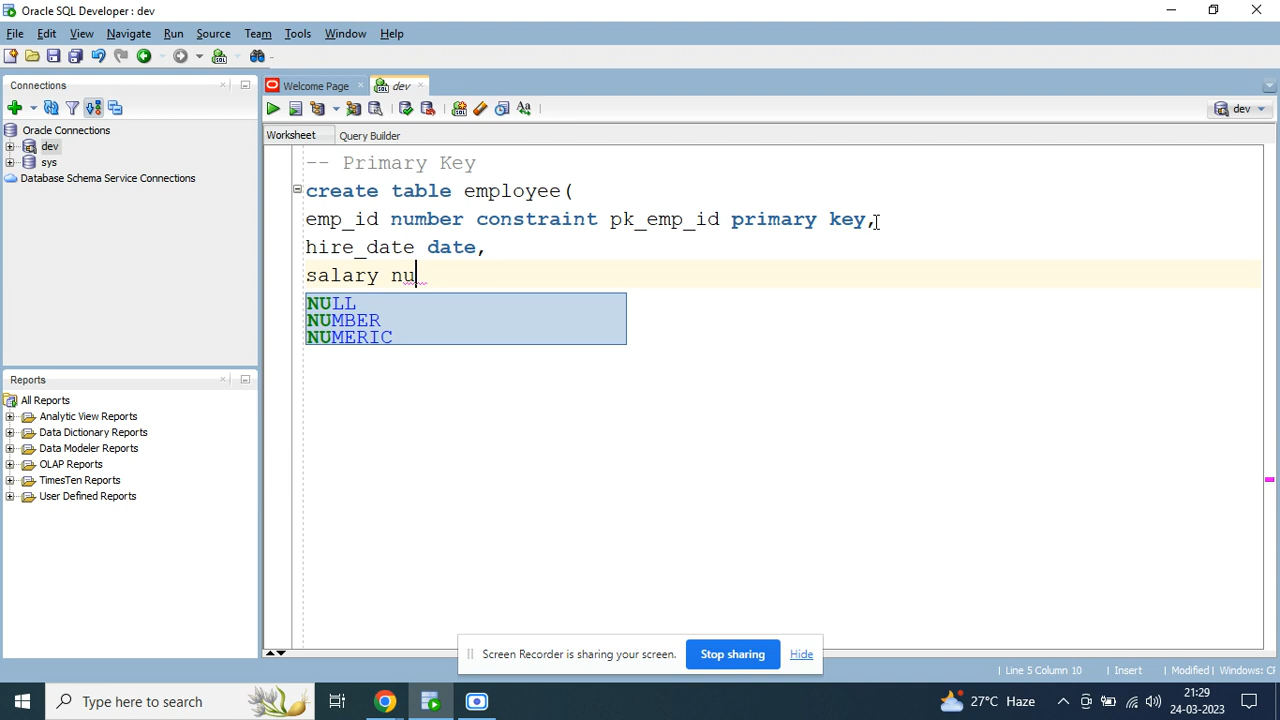 Oracle SQL Developer : dev
File Edit View Navigate Run Source Team Tools Window Help
Connections
Welcome Page
dev
dev
Oracle Connections
dev
sys
Database Schema Service Connections
Worksheet
Query Builder
-- Primary Key
create table employee(
emp_id number constraint pk_emp_id primary key,
hire_date date,
salary nu
NULL
NUMBER
NUMERIC
Reports
All Reports
Analytic View Reports
Data Dictionary Reports
Data Modeler Reports
OLAP Reports
TimesTen Reports
User Defined Reports
Screen Recorder is sharing your screen.
Stop sharing
Hide
Line 5 Column 10
Insert
Modified
Windows: CF
Type here to search
27°C Haze
21:29
24-03-2023